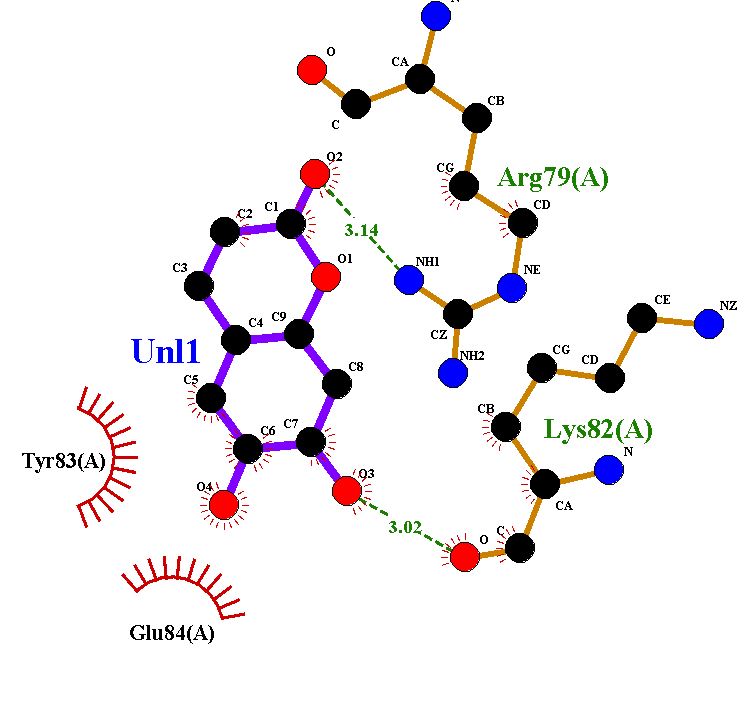 N
O
CA
C
CB
O2
CG
Arg79(A)
C1
CD
C2
3.14
O1
NH1
C3
NE
CE
NZ
C4
C9
CZ
Unl1
NH2
CG
CD
C8
C5
CB
Lys82(A)
C6
C7
N
Tyr83(A)
O4
O3
CA
3.02
O
C
Glu84(A)